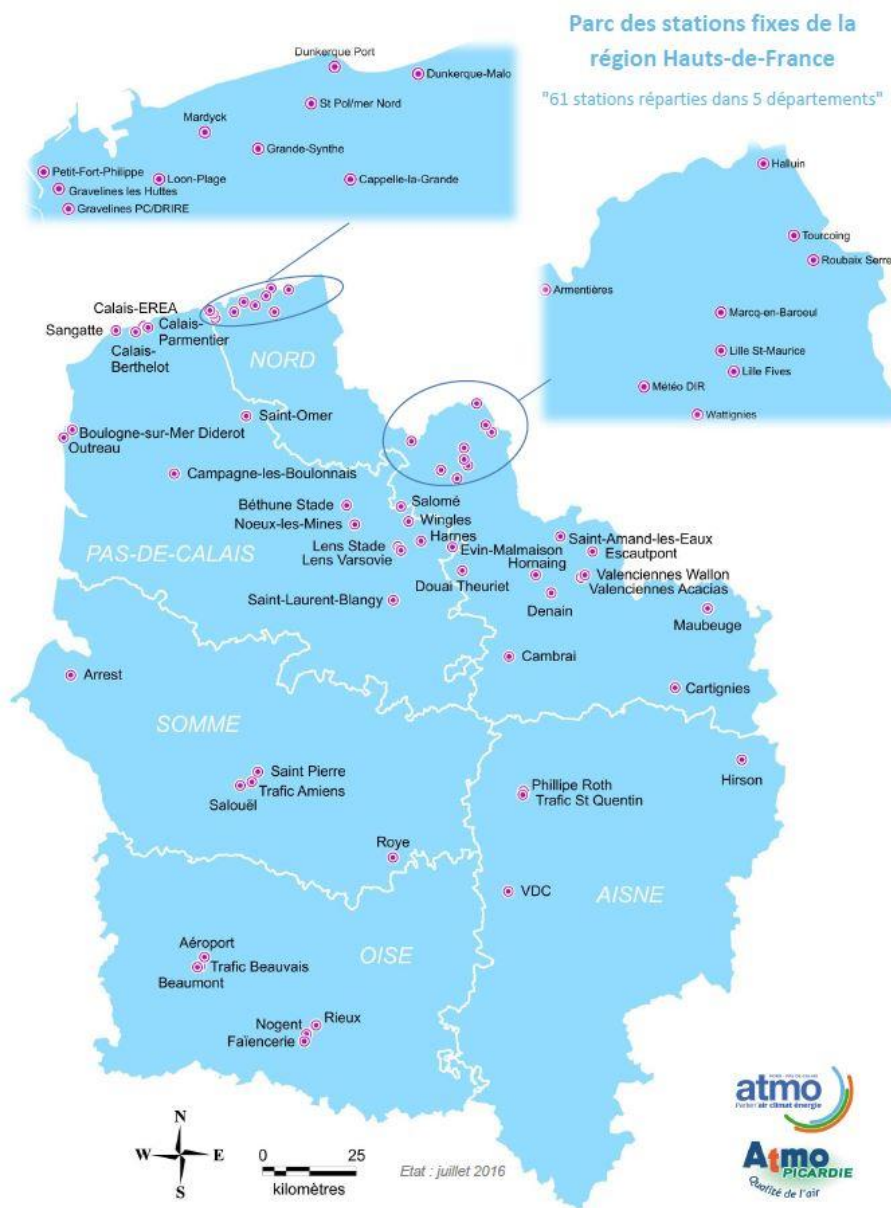 Parc des stations fixes de la
région Hauts-de-France
"61 stations réparties dans 5 départements"
Dunkerque Port
Dunkerque-Malo
St Pol/mer Nord
Mardyck
Grande-Synthe
Petit-Fort-Philippe
Loon-Plage
Cappelle-la-Grande
Gravelines les Huttes
Gravelines PC/DRIRE
Halluin
Tourcoing
Roubaix Serre
Armentières
Marcq-en-Baroeul
Lille St-Maurice
Lille Fives
Météo DIR
Wattignies
Calais-EREA
Sangatte
Calais-
Parmentier
Calais-
Berthelot
NORD
Saint-Omer
Boulogne-sur-Mer Diderot
Outreau
Campagne-les-Boulonnais
Béthune Stade
Salomé
Noeux-les-Mines
Wingles
Harnes
PAS-DE-CALAIS
Lens Stade
Lens Varsovie
Evin-Malmaison
Saint-Amand-les-Eaux
Escautpont
Hornaing
Douai Theuriet
Valenciennes Wallon
Valenciennes Acacias
Saint-Laurent-Blangy
Denain
Maubeuge
Cambrai
Arrest
Cartignies
SOMME
Saint Pierre
Trafic Amiens
Salouël
Hirson
Phillipe Roth
Trafic St Quentin
Roye
VDC
AISNE
Aéroport
OISE
Trafic Beauvais
Beaumont
Nogent
Rieux
Faïencerie
N
W
E
S
0
25
kilomètres
Etat : juillet 2016
atmo
l'air climat énergie
Atmo
PICARDIE
Qualité de l'air